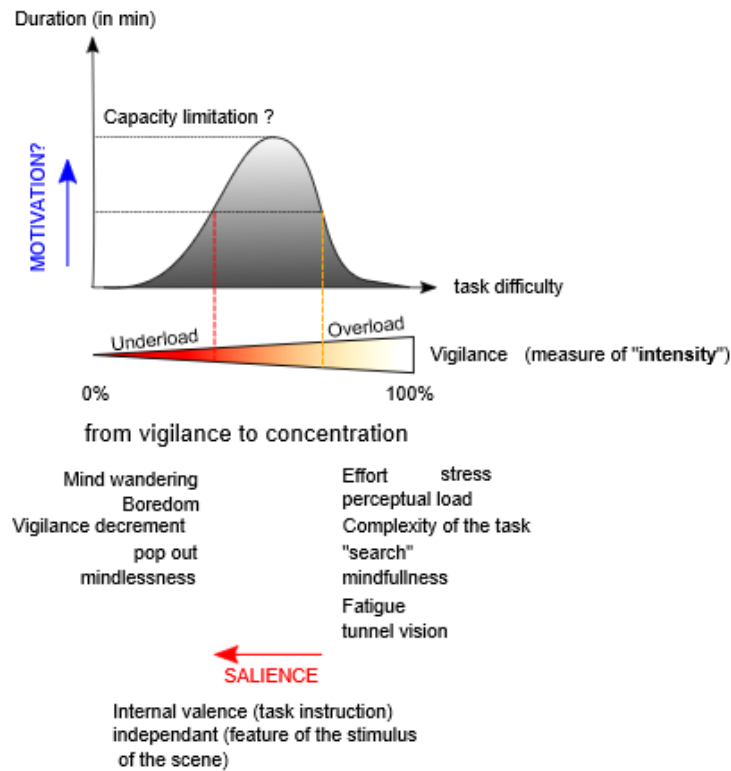 Duration (in min)
Capacity limitation ?
MOTIVATION?
task difficulty
Underload
Overload
Vigilance (measure of "intensity")
0%
100%
from vigilance to concentration
Mind wandering
Boredom
Vigilance decrement
pop out
mindlessness
Effort stress
perceptual load
Complexity of the task
"search"
mindfullness
Fatigue
tunnel vision
SALIENCE
Internal valence (task instruction)
independant (feature of the stimulus
of the scene)